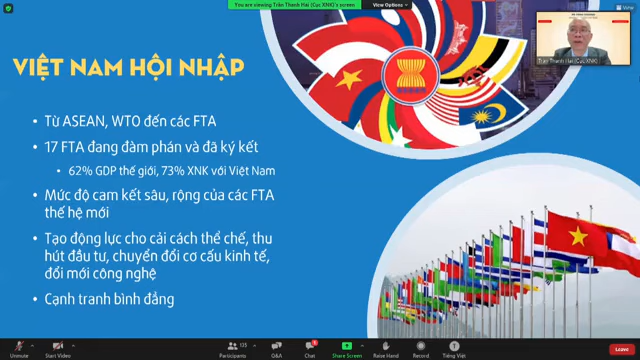 You are viewing Trần Thanh Hải (Cục XNK)'s screen
View Options
View
VIỆT NAM HỘI NHẬP
Trần Thanh Hải (Cục XNK)
• Từ ASEAN, WTO đến các FTA
• 17 FTA đang đàm phán và đã ký kết
• 62% GDP thế giới, 73% XNK với Việt Nam
• Mức độ cam kết sâu, rộng của các FTA
thế hệ mới
• Tạo động lực cho cải cách thể chế, thu
hút đầu tư, chuyển đổi cơ cấu kinh tế,
đổi mới công nghệ
• Cạnh tranh bình đẳng
Unmute
Start Video
Participants
135
Q&A
Chat
Share Screen
Raise Hand
Record
Tiếng Việt
Leave